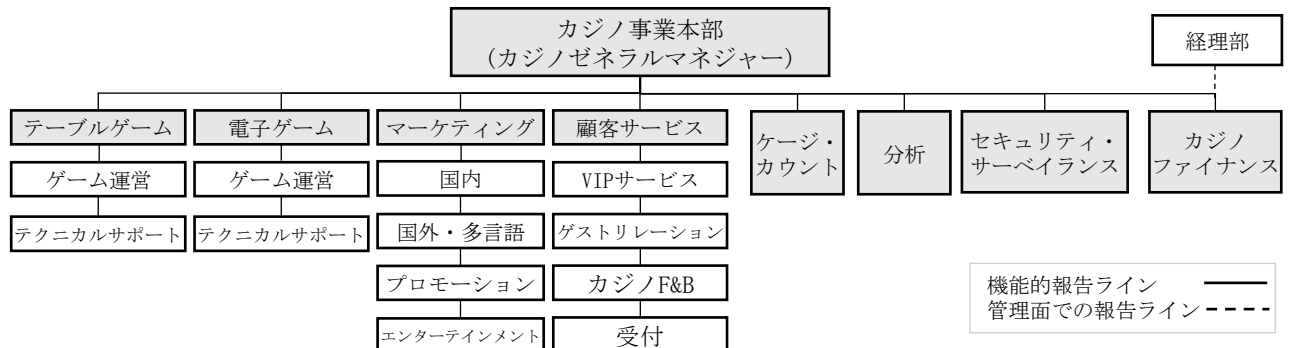 カジノ事業本部
(カジノゼネラルマネジャー)
経理部
テーブルゲーム
ゲーム運営
テクニカルサポート
電子ゲーム
ゲーム運営
テクニカルサポート
マーケティング
国内
国外・多言語
プロモーション
エンターテインメント
顧客サービス
VIPサービス
ゲストリレーション
カジノF&B
受付
ケージ・
カウント
分析
セキュリティ・
サーベイランス
カジノ
ファイナンス
機能的報告ライン
管理面での報告ライン